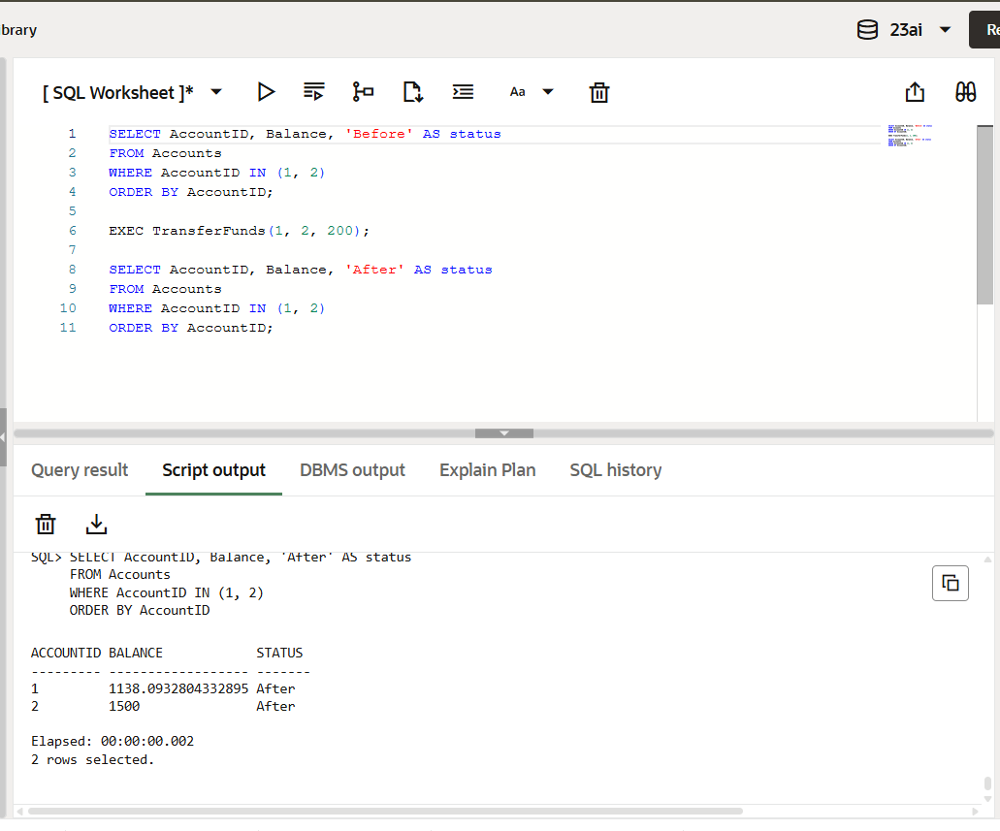 ibrary
23ai
Re
[ SQL Worksheet ]*
Aa
1 SELECT AccountID, Balance, 'Before' AS status
2 FROM Accounts
3 WHERE AccountID IN (1, 2)
4 ORDER BY AccountID;
5
6 EXEC TransferFunds(1, 2, 200);
7
8 SELECT AccountID, Balance, 'After' AS status
9 FROM Accounts
10 WHERE AccountID IN (1, 2)
11 ORDER BY AccountID;
Query result Script output DBMS output Explain Plan SQL history
SQL> SELECT AccountID, Balance, 'After' AS status
FROM Accounts
WHERE AccountID IN (1, 2)
ORDER BY AccountID
ACCOUNTID BALANCE STATUS
--------- ------------------ -------
1 1138.0932804332895 After
2 1500 After
Elapsed: 00:00:00.002
2 rows selected.